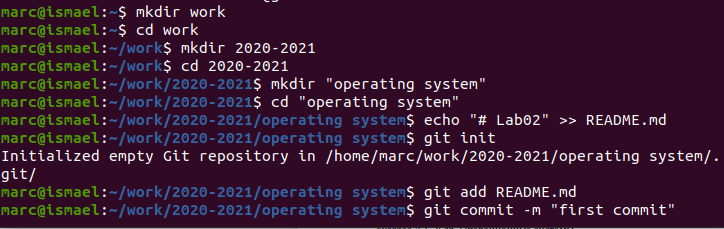 marc@ismael:~$ mkdir work
marc@ismael:~$ cd work
marc@ismael:~/work$ mkdir 2020-2021
marc@ismael:~/work$ cd 2020-2021
marc@ismael:~/work/2020-2021$ mkdir "operating system"
marc@ismael:~/work/2020-2021$ cd "operating system"
marc@ismael:~/work/2020-2021/operating system$ echo "# Lab02" >> README.md
marc@ismael:~/work/2020-2021/operating system$ git init
Initialized empty Git repository in /home/marc/work/2020-2021/operating system/.
git/
marc@ismael:~/work/2020-2021/operating system$ git add README.md
marc@ismael:~/work/2020-2021/operating system$ git commit -m "first commit"